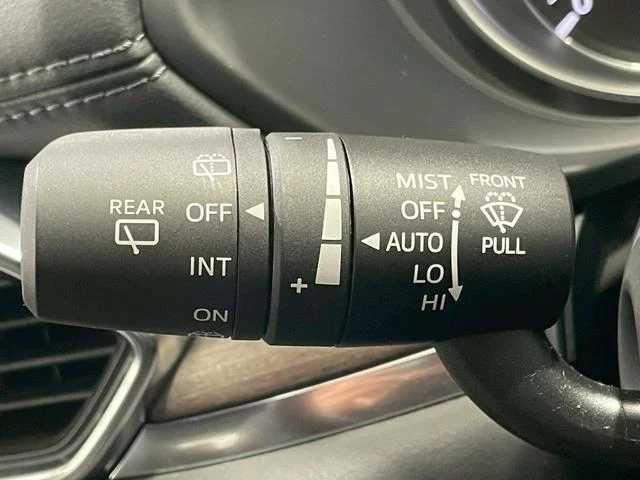 REAR
OFF
INT
ON
-
+
MIST
OFF
AUTO
LO
HI
FRONT
PULL